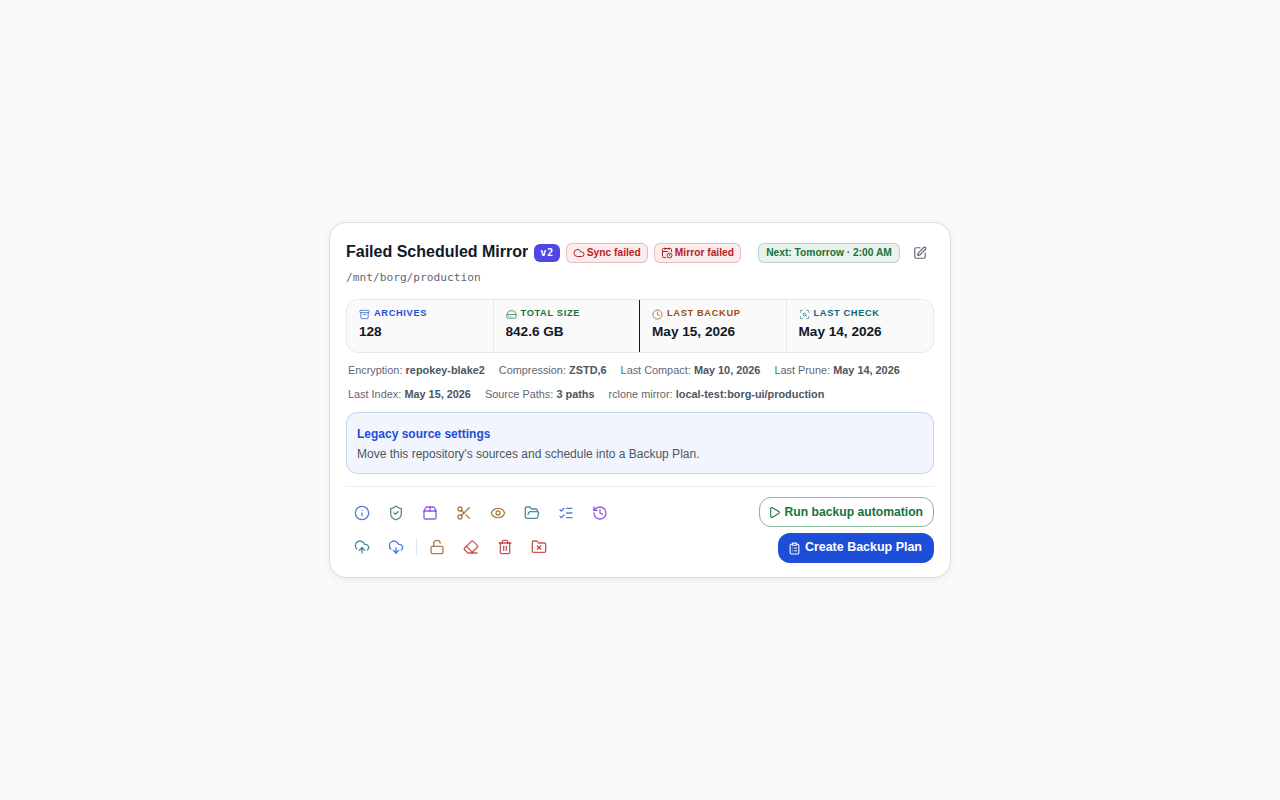 Failed Scheduled Mirror v2 Sync failed Mirror failed Next: Tomorrow · 2:00 AM
/mnt/borg/production
ARCHIVES TOTAL SIZE LAST BACKUP LAST CHECK
128 842.6 GB May 15, 2026 May 14, 2026
Encryption: repokey-blake2 Compression: ZSTD,6 Last Compact: May 10, 2026 Last Prune: May 14, 2026
Last Index: May 15, 2026 Source Paths: 3 paths rclone mirror: local-test:borg-ui/production
Legacy source settings
Move this repository's sources and schedule into a Backup Plan.
Run backup automation
Create Backup Plan